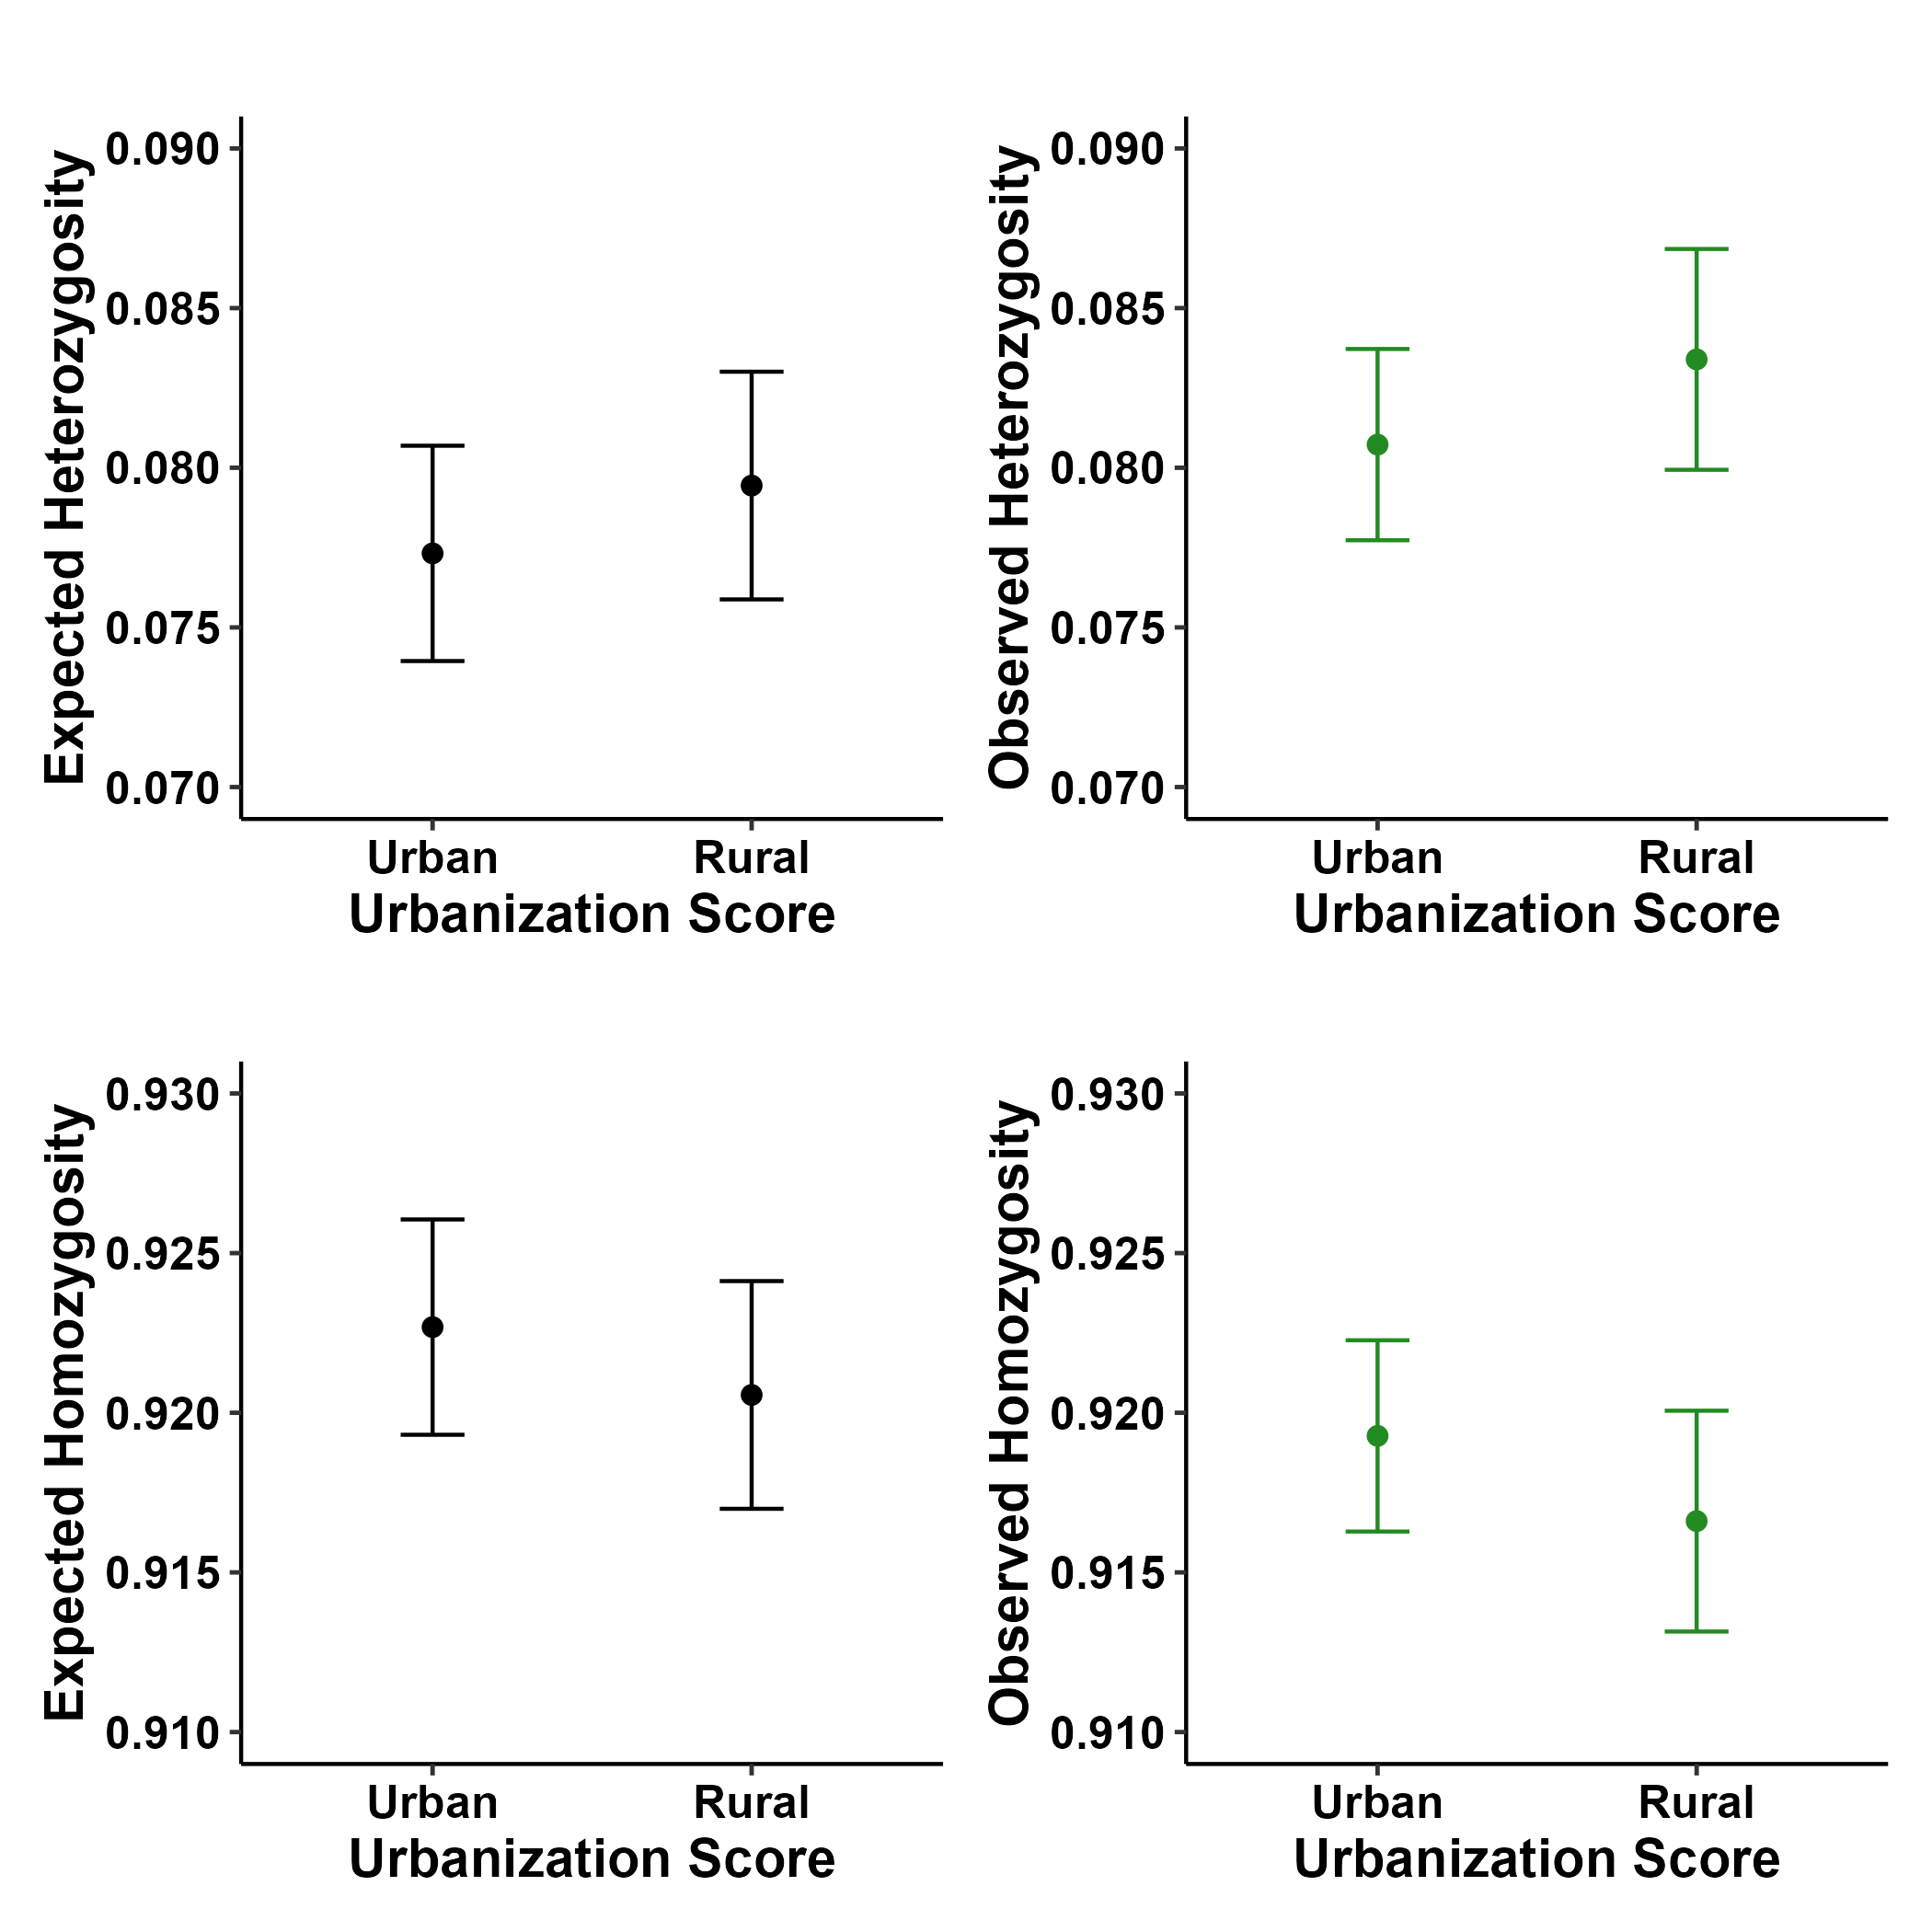 Expected Heterozygosity
0.090
0.085
0.080
0.075
0.070
Urban Rural
Urbanization Score
Observed Heterozygosity
0.090
0.085
0.080
0.075
0.070
Urban Rural
Urbanization Score
Expected Homozygosity
0.930
0.925
0.920
0.915
0.910
Urban Rural
Urbanization Score
Observed Homozygosity
0.930
0.925
0.920
0.915
0.910
Urban Rural
Urbanization Score